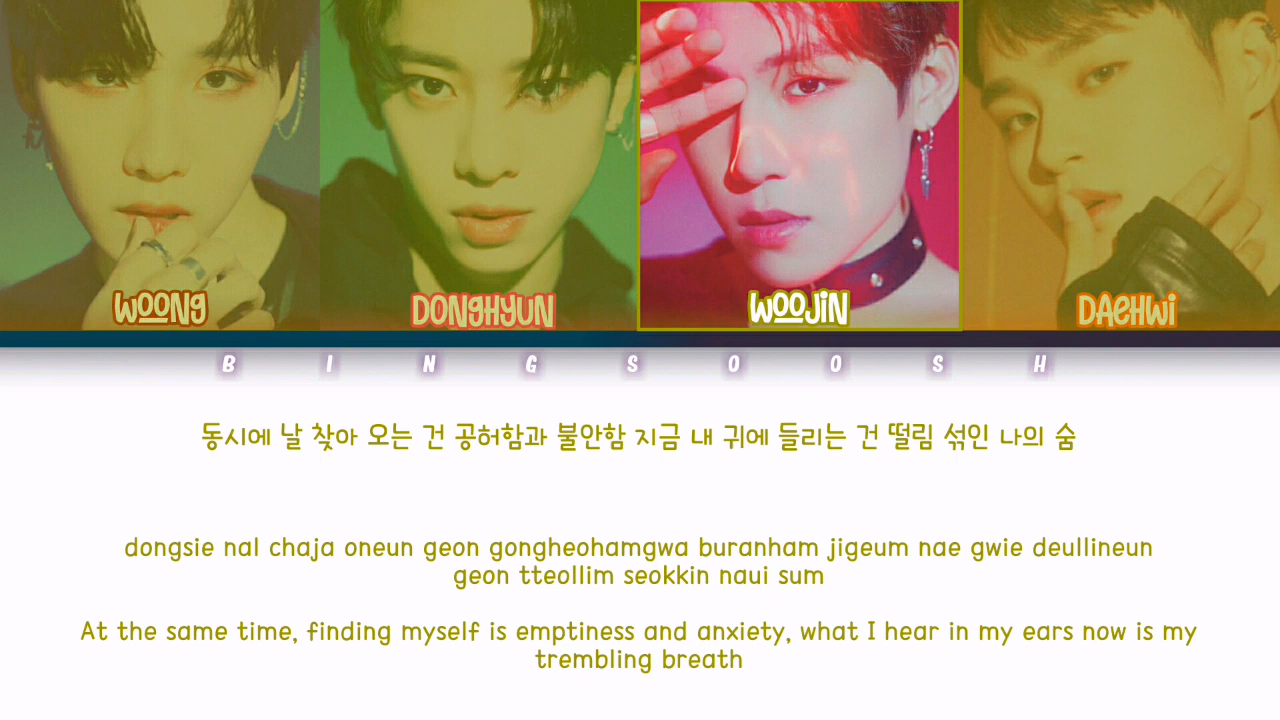 WOONG
DONGHYUN
WOOJIN
DAEHWI
B I N G S O O S H
동시에 날 찾아 오는 건 공허함과 불안함 지금 내 귀에 들리는 건 떨림 섞인 나의 숨
dongsie nal chaja oneun geon gongheohamgwa buranham jigeum nae gwie deullineun
geon tteollim seokkin naui sum
At the same time, finding myself is emptiness and anxiety, what I hear in my ears now is my
trembling breath